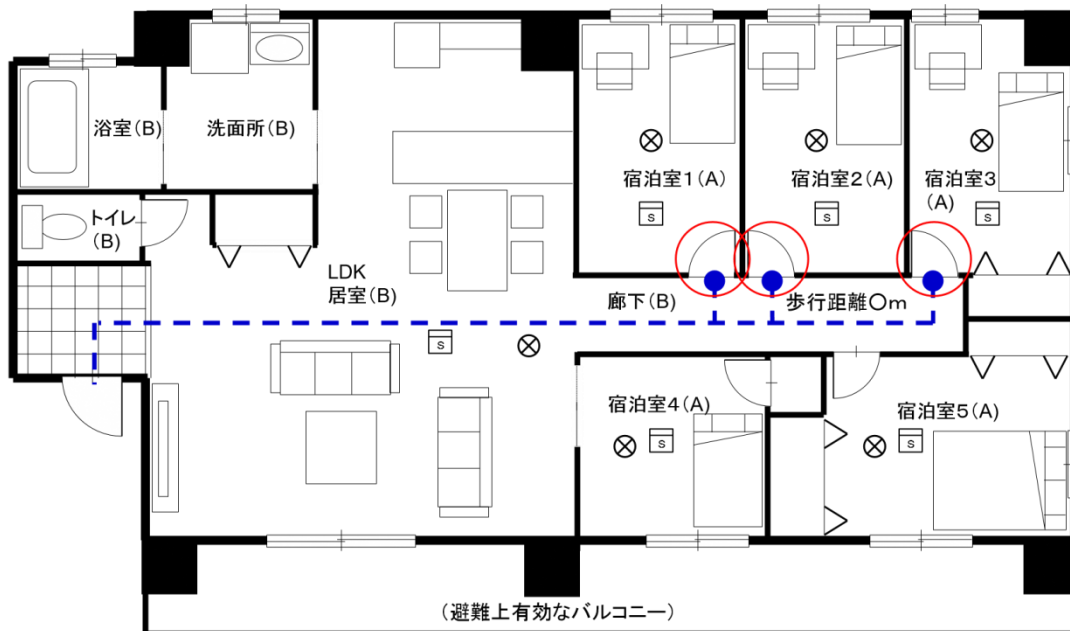 浴室(B)
洗面所(B)
宿泊室1(A)
宿泊室2(A)
宿泊室3
(A)
S
S
S
トイレ
(B)
LDK
居室(B)
廊下(B)
歩行距離〇m
S
宿泊室4(A)
S
宿泊室5(A)
S
(避難上有効なバルコニー)